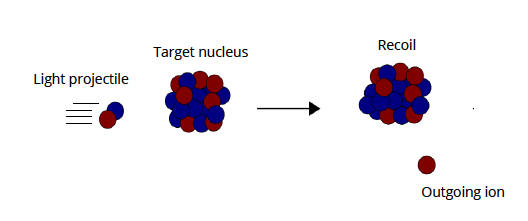 Light projectile
Target nucleus
Recoil
Outgoing ion